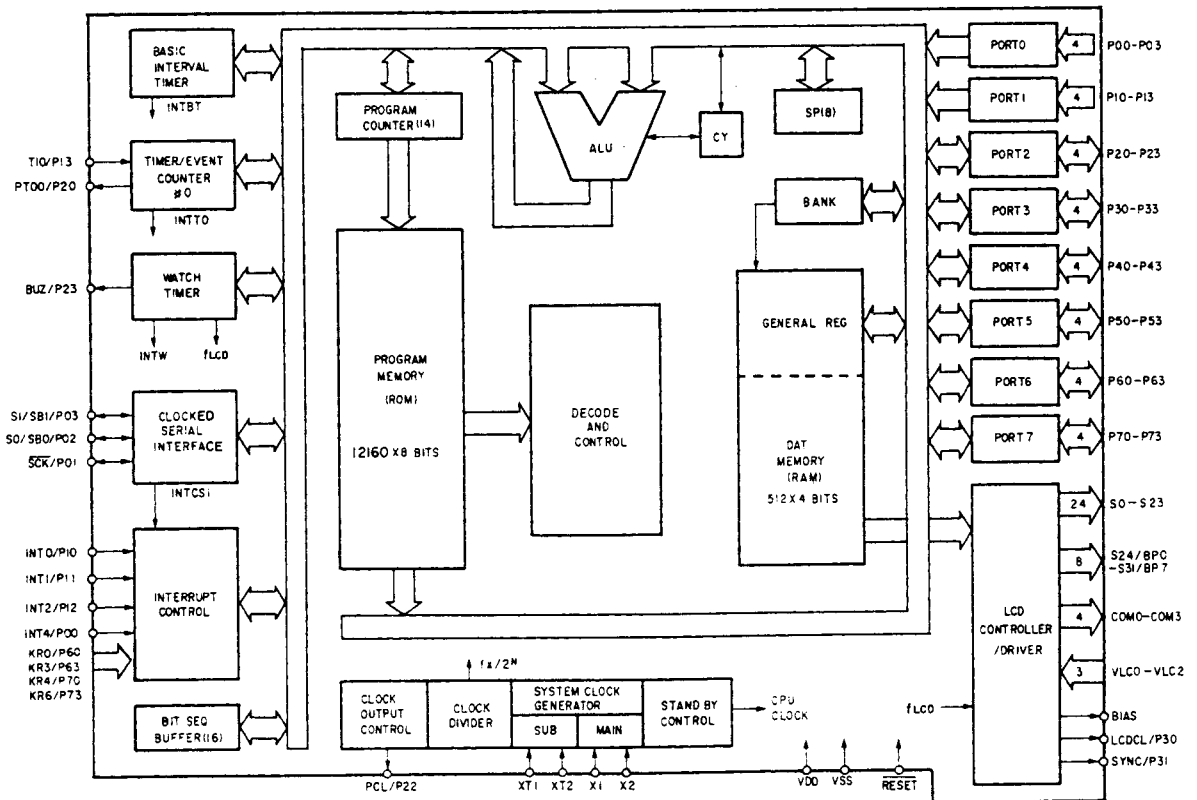 BASIC
INTERVAL
TIMER
INTBT
TI0/P13
PTO0/P20
TIMER/EVENT
COUNTER
#0
INTT0
BUZ/P23
WATCH
TIMER
INTW
fLCD
SI/SB1/P03
SO/SB0/P02
SCK/P01
CLOCKED
SERIAL
INTERFACE
INTCSI
INT0/P10
INT1/P11
INT2/P12
INT4/P00
KR0/P60
KR3/P63
KR4/P70
KR6/P73
INTERRUPT
CONTROL
BIT SEQ
BUFFER(16)
PROGRAM
COUNTER(14)
ALU
CY
SP(8)
BANK
PROGRAM
MEMORY
(ROM)
12160 X8 BITS
DECODE
AND
CONTROL
GENERAL REG
DAT
MEMORY
(RAM)
512X4 BITS
fx/2ᴺ
CLOCK
OUTPUT
CONTROL
CLOCK
DIVIDER
SYSTEM CLOCK
GENERATOR
SUB
MAIN
STAND BY
CONTROL
CPU
CLOCK
PCL/P22
XT1
XT2
X1
X2
VDD
VSS
RESET
PORT0
4
P00-P03
PORT1
4
P10-P13
PORT2
4
P20-P23
PORT3
4
P30-P33
PORT4
4
P40-P43
PORT5
4
P50-P53
PORT6
4
P60-P63
PORT7
4
P70-P73
LCD
CONTROLLER
/DRIVER
fLCD
24
S0-S23
8
S24/BP0
-S31/BP7
4
COM0-COM3
3
VLC0-VLC2
BIAS
LCDCL/P30
SYNC/P31